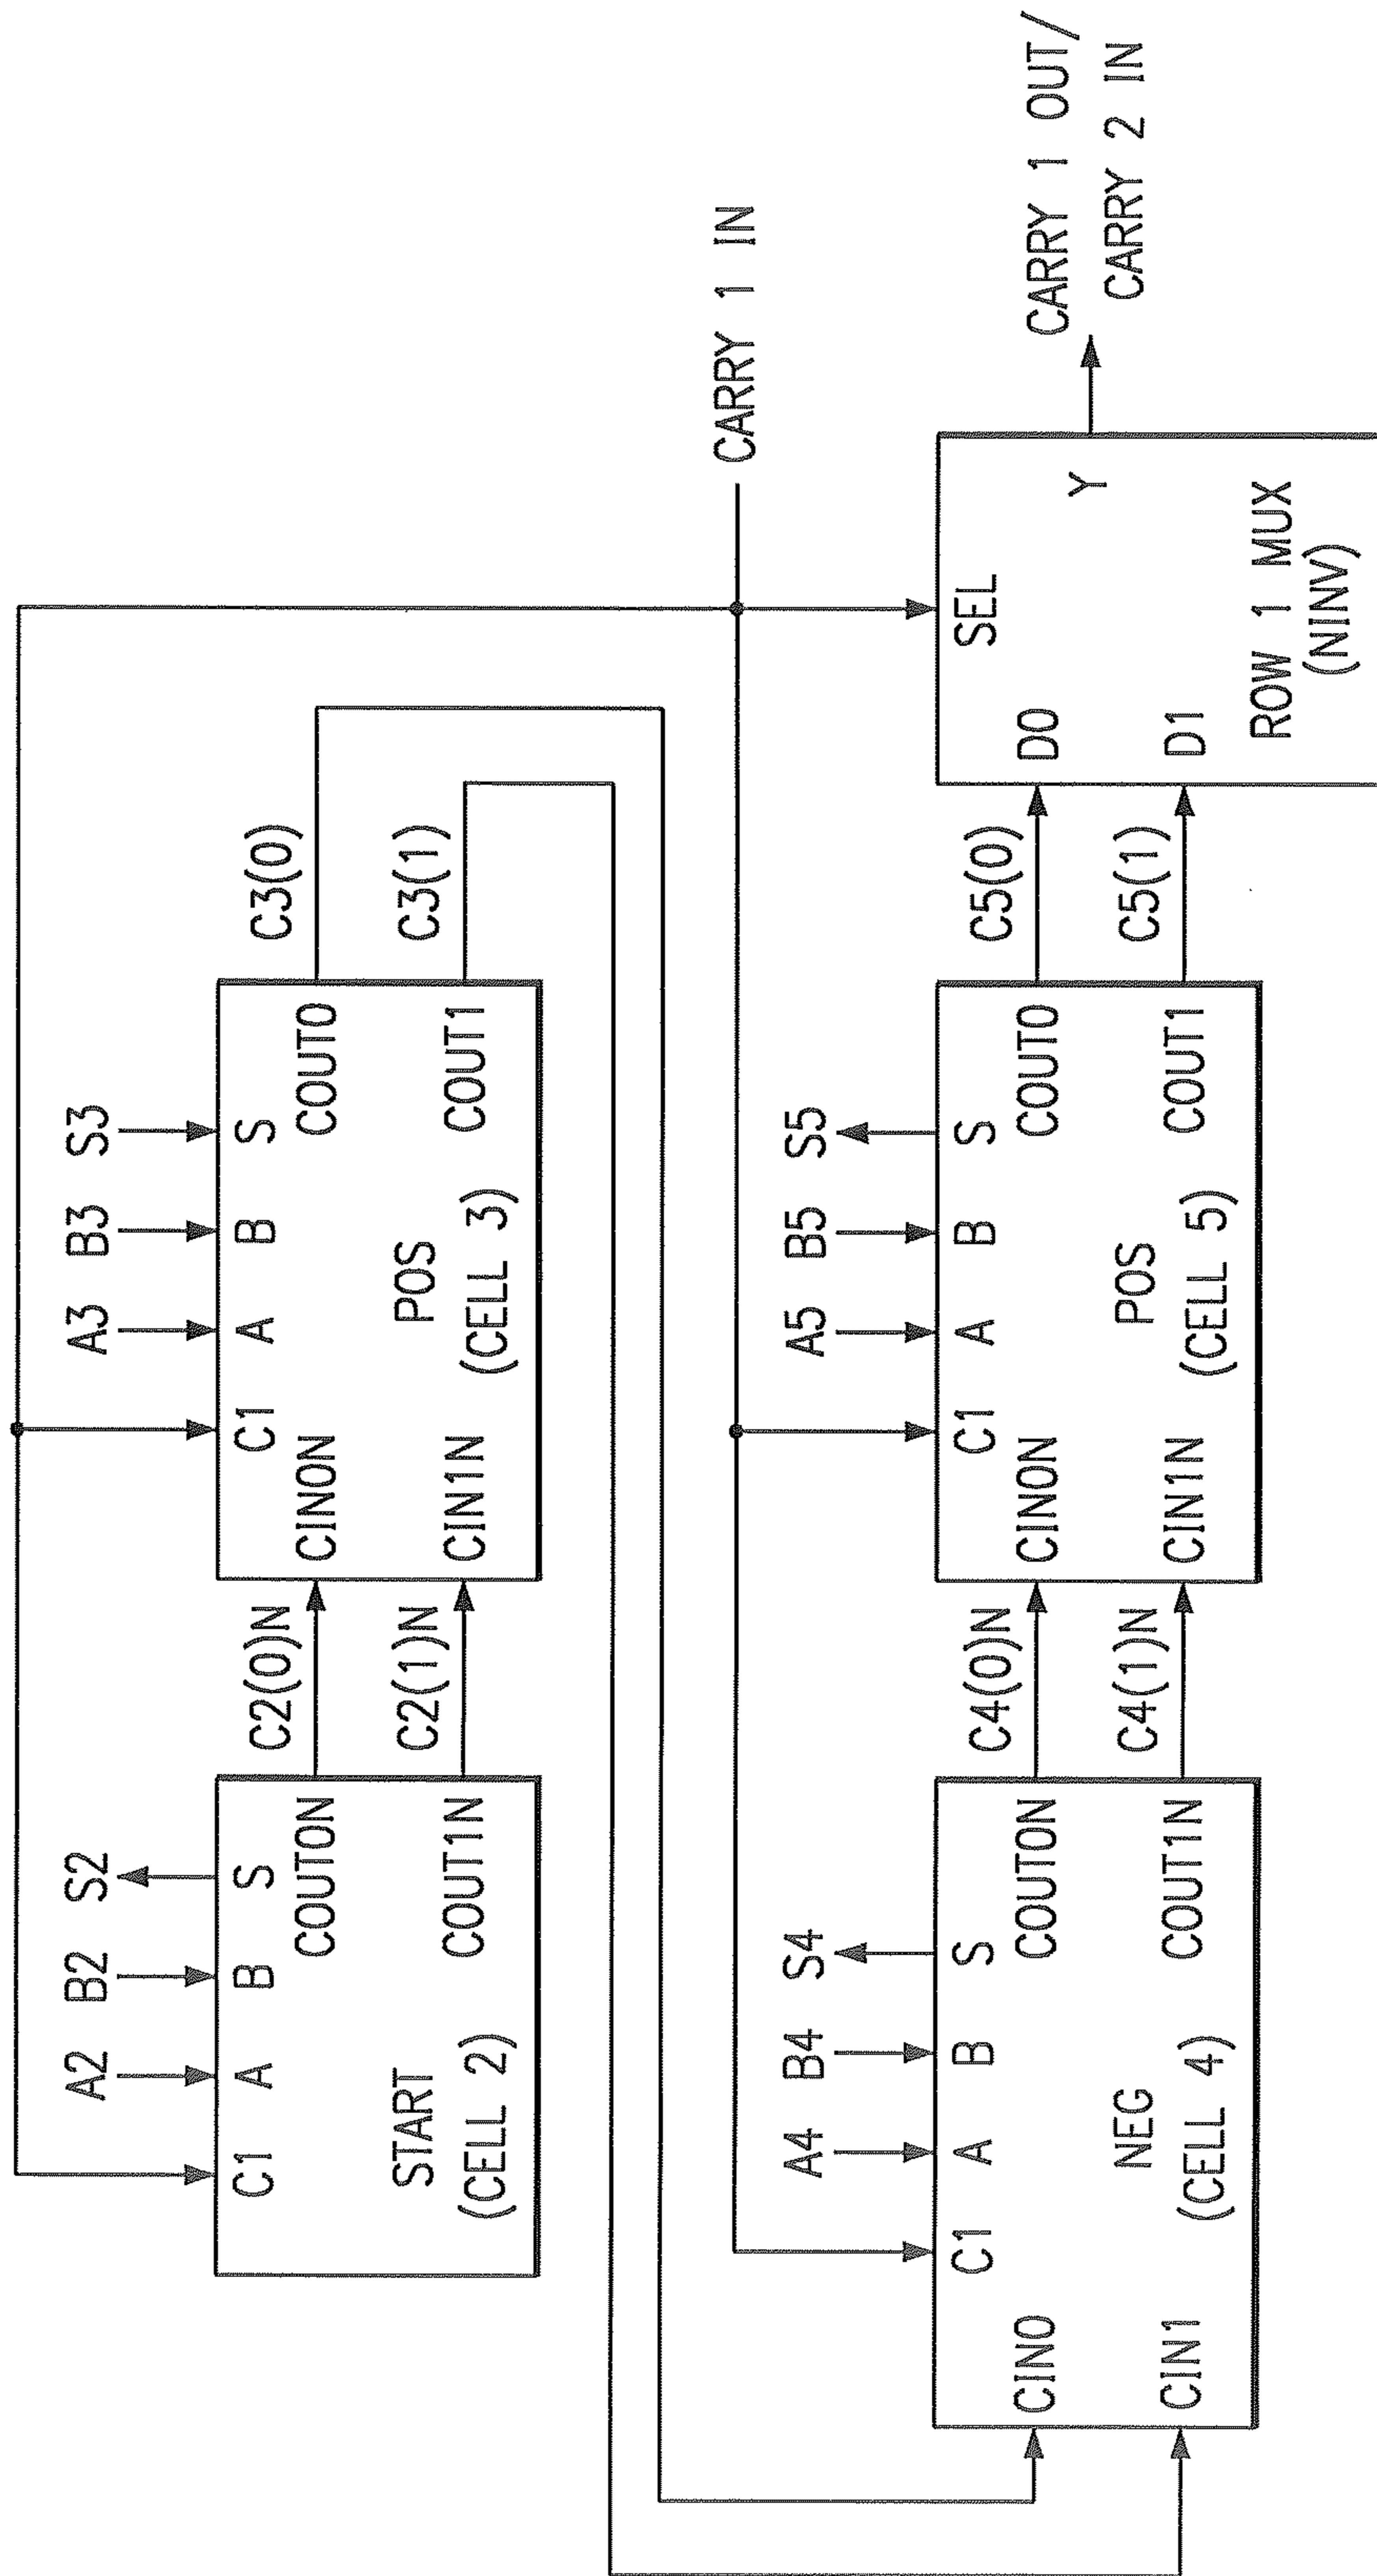 A2
B2
S2
C1
A
B
S
COUT0N
COUT1N
START
(CELL 2)
C2(0)N
C2(1)N
A3
B3
S3
C1
A
B
S
CIN0N
CIN1N
COUT0
COUT1
POS
(CELL 3)
C3(0)
C3(1)
CARRY 1 IN
A4
B4
S4
C1
A
B
S
CIN0
CIN1
COUT0N
COUT1N
NEG
(CELL 4)
C4(0)N
C4(1)N
A5
B5
S5
C1
A
B
S
CIN0N
CIN1N
COUT0
COUT1
POS
(CELL 5)
C5(0)
C5(1)
SEL
D0
D1
Y
ROW 1 MUX
(NINV)
CARRY 1 OUT/
CARRY 2 IN